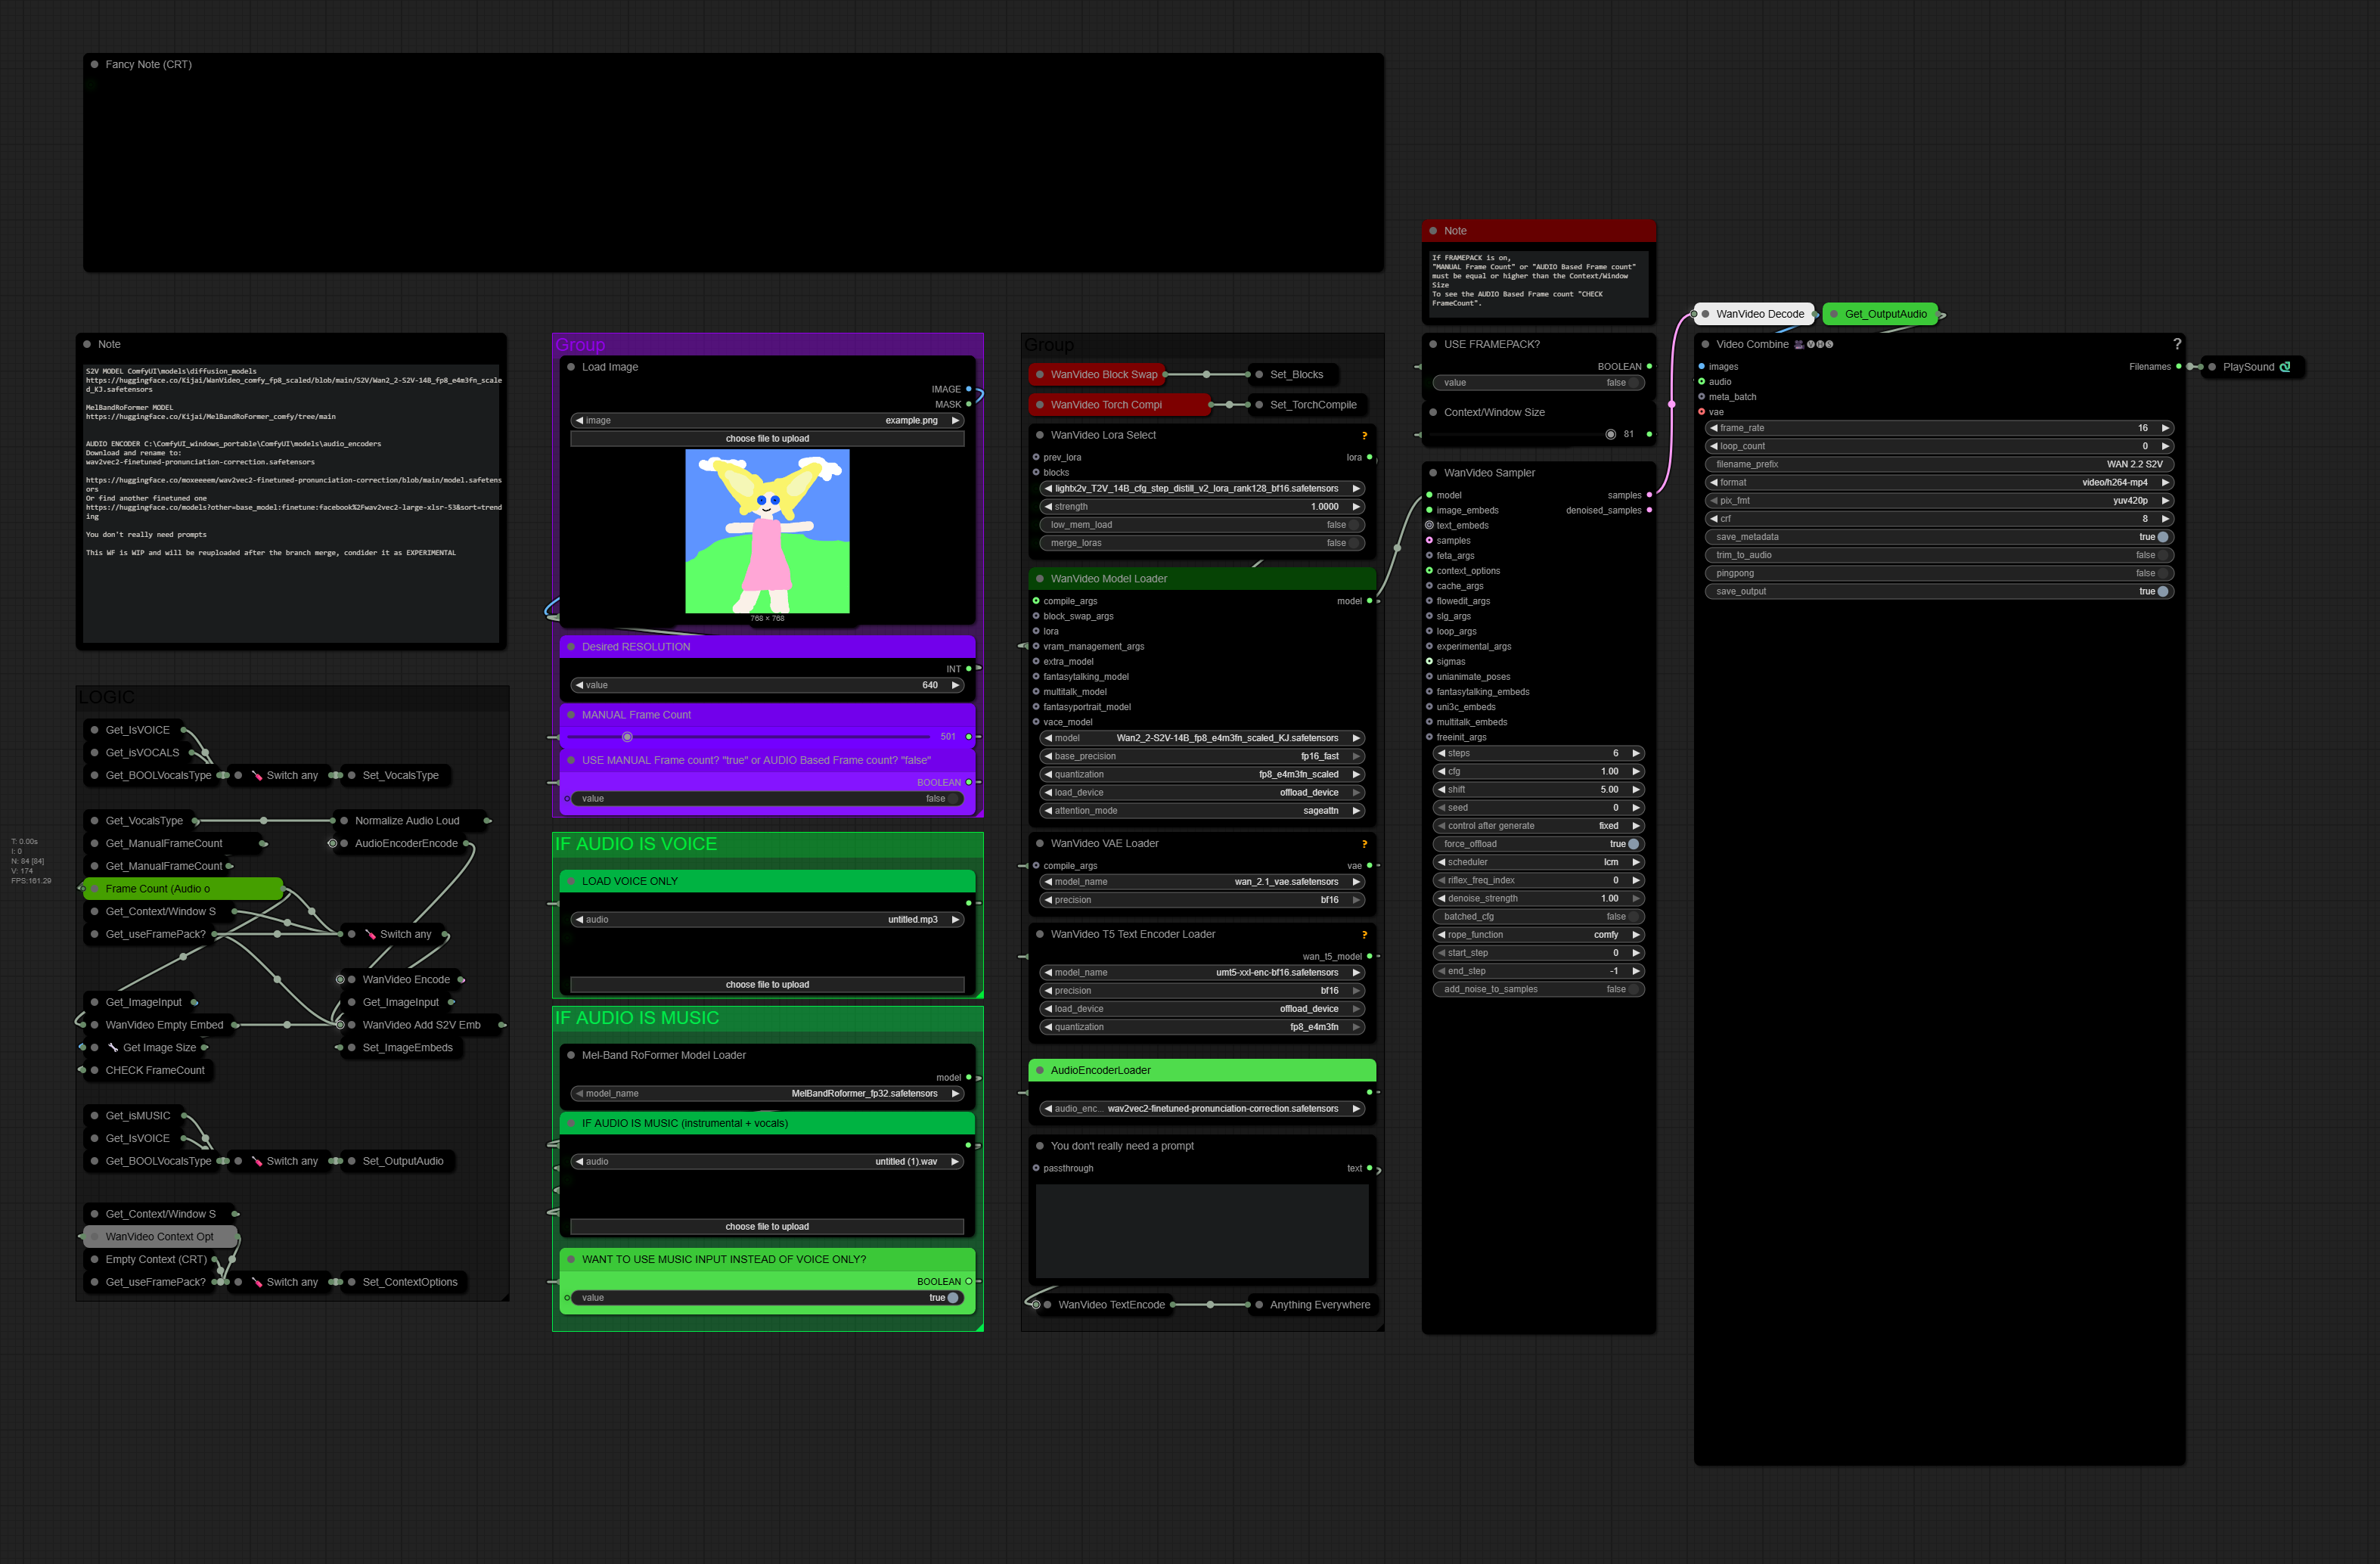 Fancy Note (CRT)
Note
S2V MODEL ComfyUI\models\diffusion_models
https://huggingface.co/Kijai/WanVideo_comfy_fp8_scaled/blob/main/S2V/Wan2_2-S2V-14B_fp8_e4m3fn_scale
d_KJ.safetensors
MelBandRoFormer MODEL
https://huggingface.co/Kijai/MelBandRoFormer_comfy/tree/main
AUDIO ENCODER C:\ComfyUI_windows_portable\ComfyUI\models\audio_encoders
Download and rename to:
wav2vec2-finetuned-pronunciation-correction.safetensors
https://huggingface.co/moxeeeem/wav2vec2-finetuned-pronunciation-correction/blob/main/model.safetens
ors
Or find another finetuned one
https://huggingface.co/models?other=base_model:finetune:facebook%2Fwav2vec2-large-xlsr-53&sort=trend
ing
You don't really need prompts
This WF is WIP and will be reuploaded after the branch merge, condider it as EXPERIMENTAL
LOGIC
Get_IsVOICE
Get_isVOCALS
Get_BOOLVocalsType
Switch any
Set_VocalsType
Get_VocalsType
Normalize Audio Loud
Get_ManualFrameCount
AudioEncoderEncode
Get_ManualFrameCount
Frame Count (Audio o
Get_Context/Window S
Get_useFramePack?
Switch any
WanVideo Encode
Get_ImageInput
Get_ImageInput
WanVideo Empty Embed
WanVideo Add S2V Emb
Get Image Size
Set_ImageEmbeds
CHECK FrameCount
Get_isMUSIC
Get_IsVOICE
Get_BOOLVocalsType
Switch any
Set_OutputAudio
Get_Context/Window S
WanVideo Context Opt
Empty Context (CRT)
Get_useFramePack?
Switch any
Set_ContextOptions
T: 0.00s
I: 0
N: 84 [84]
V: 174
FPS:161.29
Group
Load Image
IMAGE
MASK
image example.png
choose file to upload
768 × 768
Desired RESOLUTION
INT
value 640
MANUAL Frame Count
501
USE MANUAL Frame count? "true" or AUDIO Based Frame count? "false"
BOOLEAN
value false
IF AUDIO IS VOICE
LOAD VOICE ONLY
audio untitled.mp3
choose file to upload
IF AUDIO IS MUSIC
Mel-Band RoFormer Model Loader
model
model_name MelBandRoformer_fp32.safetensors
IF AUDIO IS MUSIC (instrumental + vocals)
audio untitled (1).wav
choose file to upload
WANT TO USE MUSIC INPUT INSTEAD OF VOICE ONLY?
BOOLEAN
value true
Group
WanVideo Block Swap
Set_Blocks
WanVideo Torch Compi
Set_TorchCompile
WanVideo Lora Select ?
prev_lora lora
blocks
lightx2v_T2V_14B_cfg_step_distill_v2_lora_rank128_bf16.safetensors
strength 1.0000
low_mem_load false
merge_loras false
WanVideo Model Loader
compile_args model
block_swap_args
lora
vram_management_args
extra_model
fantasytalking_model
multitalk_model
fantasyportrait_model
vace_model
model Wan2_2-S2V-14B_fp8_e4m3fn_scaled_KJ.safetensors
base_precision fp16_fast
quantization fp8_e4m3fn_scaled
load_device offload_device
attention_mode sageattn
WanVideo VAE Loader ?
compile_args vae
model_name wan_2.1_vae.safetensors
precision bf16
WanVideo T5 Text Encoder Loader ?
wan_t5_model
model_name umt5-xxl-enc-bf16.safetensors
precision bf16
load_device offload_device
quantization fp8_e4m3fn
AudioEncoderLoader
audio_enc... wav2vec2-finetuned-pronunciation-correction.safetensors
You don't really need a prompt
passthrough text
WanVideo TextEncode
Anything Everywhere
Note
If FRAMEPACK is on,
"MANUAL Frame Count" or "AUDIO Based Frame count"
must be equal or higher than the Context/Window
Size
To see the AUDIO Based Frame count "CHECK
FrameCount".
USE FRAMEPACK?
BOOLEAN
value false
Context/Window Size
81
WanVideo Sampler
model samples
image_embeds denoised_samples
text_embeds
samples
feta_args
context_options
cache_args
flowedit_args
slg_args
loop_args
experimental_args
sigmas
unianimate_poses
fantasytalking_embeds
uni3c_embeds
multitalk_embeds
freeinit_args
steps 6
cfg 1.00
shift 5.00
seed 0
control after generate fixed
force_offload true
scheduler lcm
riflex_freq_index 0
denoise_strength 1.00
batched_cfg false
rope_function comfy
start_step 0
end_step -1
add_noise_to_samples false
WanVideo Decode
Get_OutputAudio
Video Combine VHS ?
images Filenames
audio
meta_batch
vae
frame_rate 16
loop_count 0
filename_prefix WAN 2.2 S2V
format video/h264-mp4
pix_fmt yuv420p
crf 8
save_metadata true
trim_to_audio false
pingpong false
save_output true
PlaySound